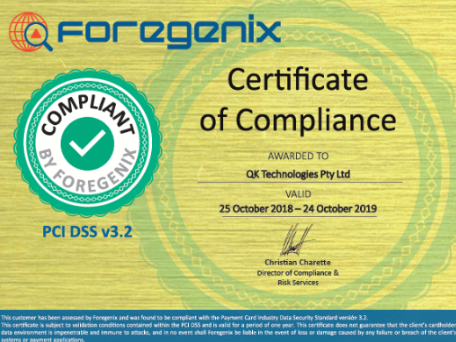 Foregenix
Certificate
of Compliance
COMPLIANT
BY FOREGENIX
AWARDED TO
QK Technologies Pty Ltd
VALID
25 October 2018 – 24 October 2019
PCI DSS v3.2
Christian Charette
Director of Compliance &
Risk Services
This customer has been assessed by Foregenix and was found to be compliant with the Payment Card Industry Data Security Standard versión 3.2.
This certificate is subject to validation conditions contained within the PCI DSS and is valid for a period of one year. This certificate does not guarantee that the client's cardholder
data environment is impenetrable and immune to attacks, and in no event shall Foregenix be liable in the event of loss or damage caused by any failure or breach of the client's
systems or payment applications.